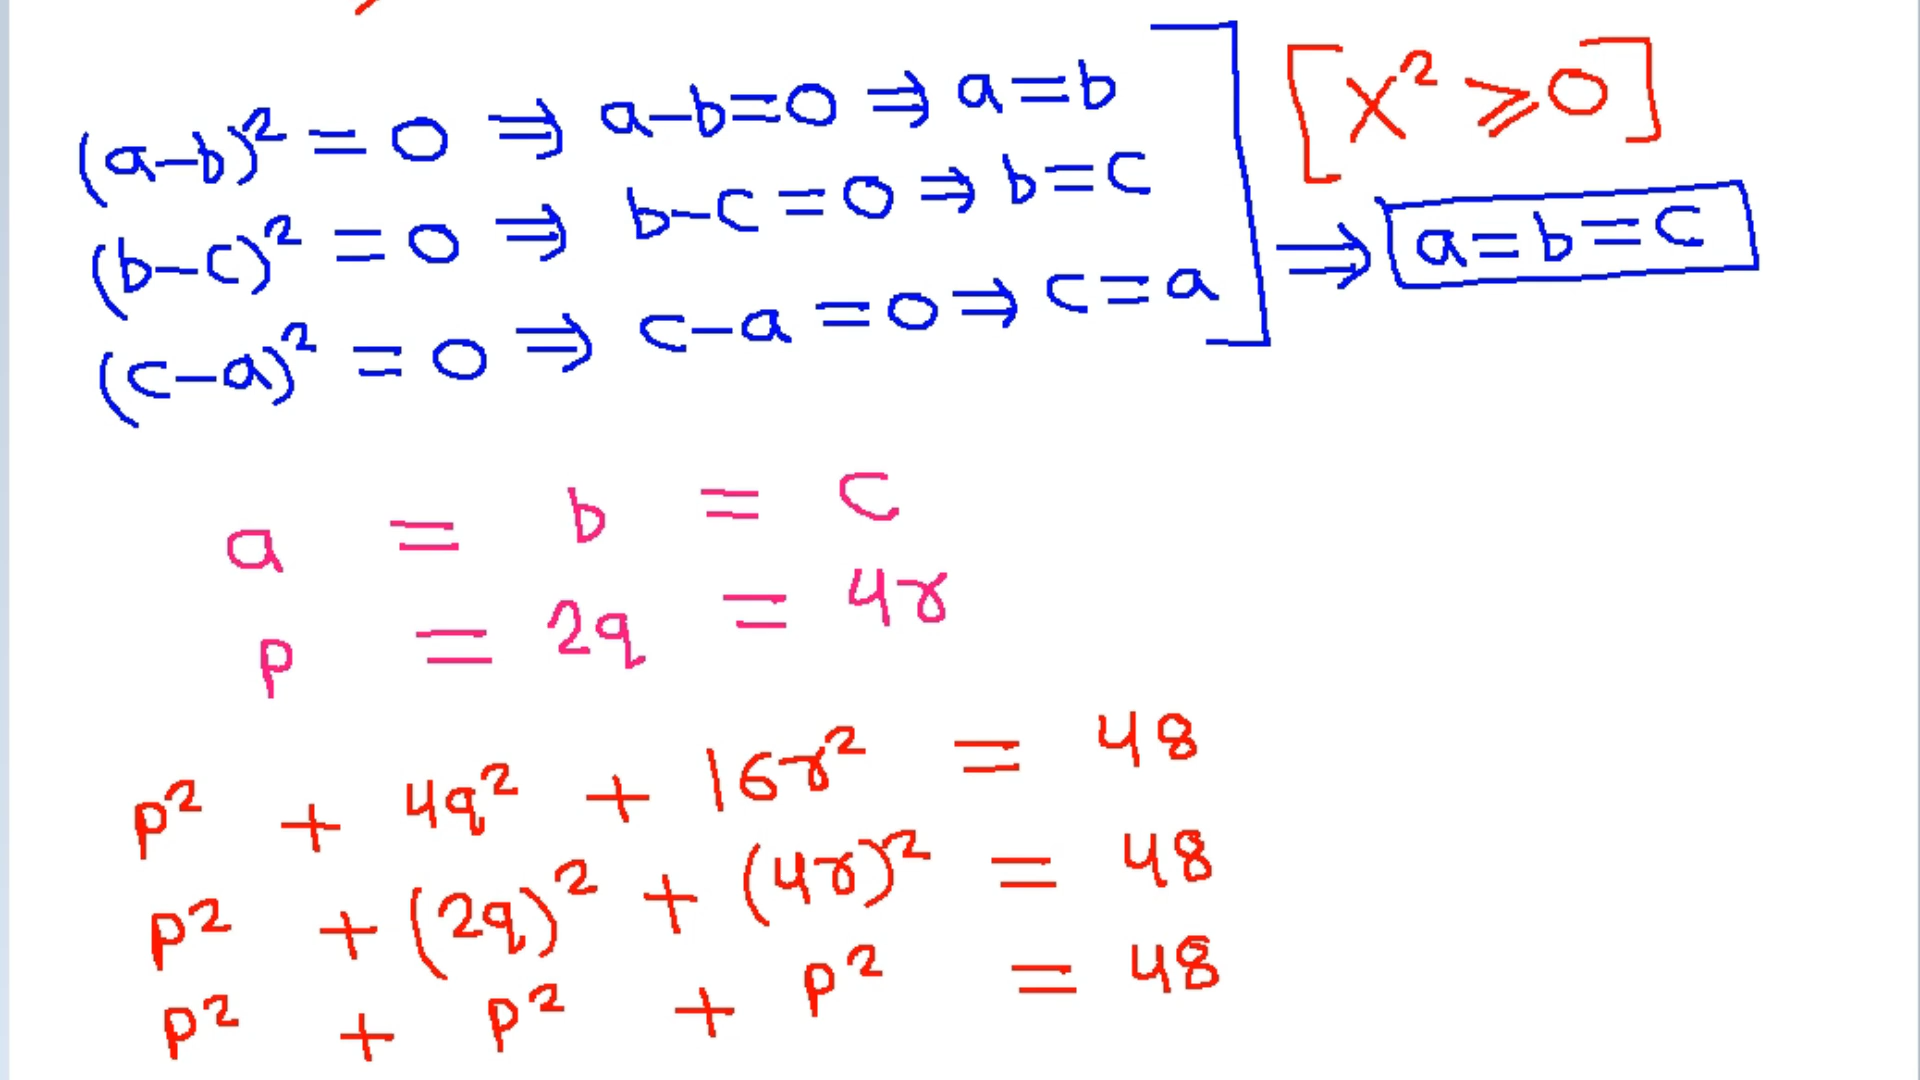 (a-b)² = 0 ⇒ a-b=0 ⇒ a=b
[x² ⩾ 0]
(b-c)² = 0 ⇒ b-c=0 ⇒ b=c
⇒ a=b=c
(c-a)² = 0 ⇒ c-a=0 ⇒ c=a
a = b = c
p = 2q = 4r
p² + 4q² + 16r² = 48
p² + (2q)² + (4r)² = 48
p² + p² + p² = 48